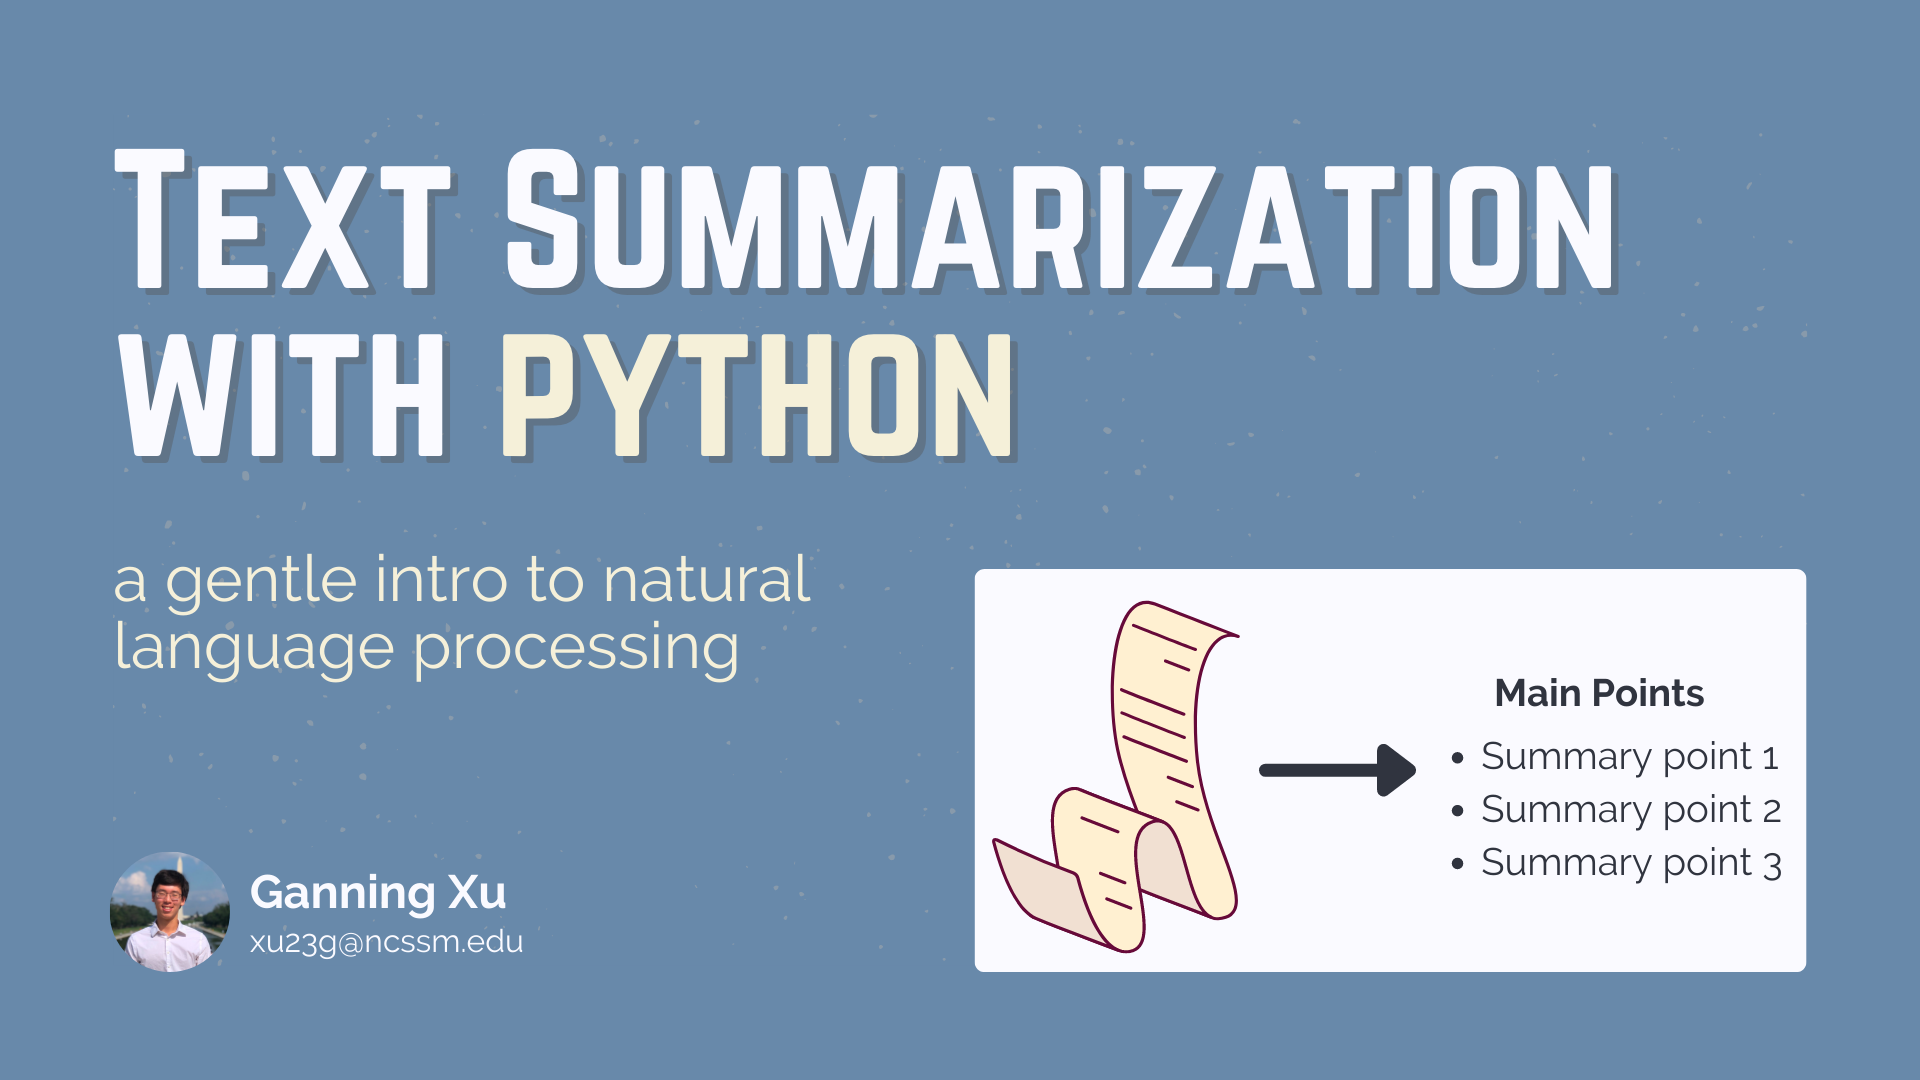 Text Summarization
with Python
a gentle intro to natural
language processing
Ganning Xu
xu23g@ncssm.edu
Main Points
• Summary point 1
• Summary point 2
• Summary point 3